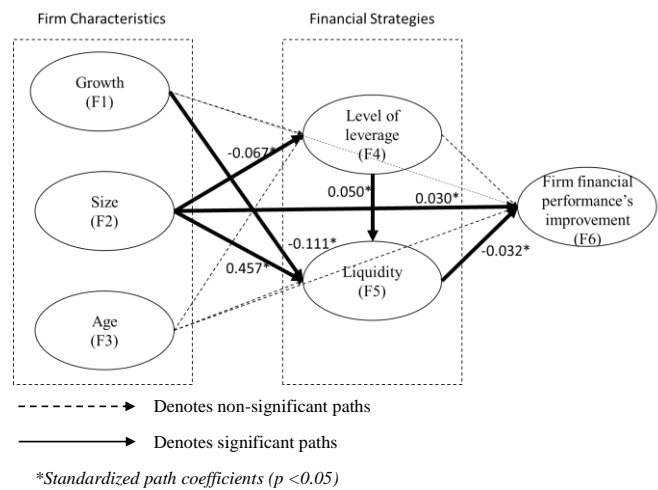 Firm Characteristics
Financial Strategies
Growth
(F1)
Level of
leverage
(F4)
-0.067*
Size
(F2)
0.050*
0.030*
Firm financial
performance's
improvement
(F6)
-0.111*
0.457*
Liquidity
(F5)
-0.032*
Age
(F3)
Denotes non-significant paths
Denotes significant paths
*Standardized path coefficients (p <0.05)